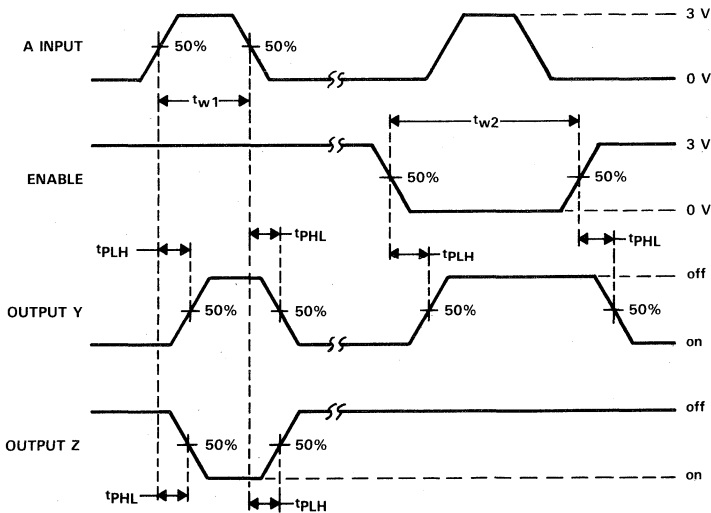 3 V
A INPUT
50%
50%
0 V
tw1
tw2
3 V
ENABLE
50%
50%
0 V
tPLH
tPHL
tPLH
tPHL
off
OUTPUT Y
50%
50%
50%
50%
on
off
OUTPUT Z
50%
50%
on
tPHL
tPLH